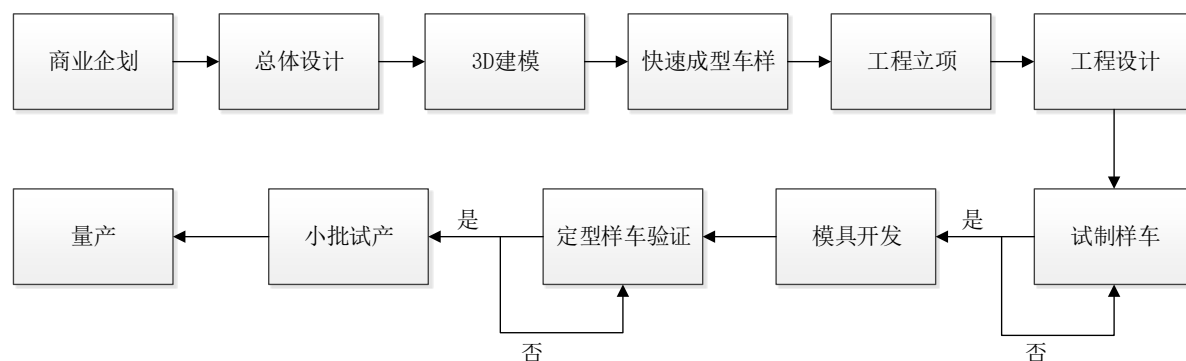 商业企划
总体设计
3D建模
快速成型车样
工程立项
工程设计
量产
小批试产
是
定型样车验证
模具开发
是
试制样车
否
否